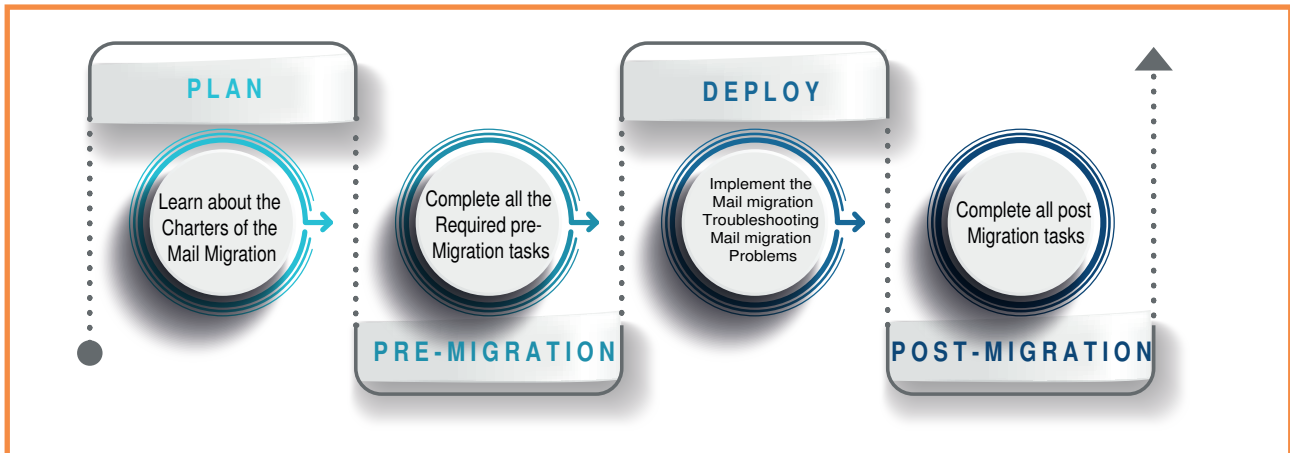 PLAN
Learn about the
Charters of the
Mail Migration
Complete all the
Required pre-
Migration tasks
PRE-MIGRATION
DEPLOY
Implement the
Mail migration
Troubleshooting
Mail migration
Problems
Complete all post
Migration tasks
POST-MIGRATION